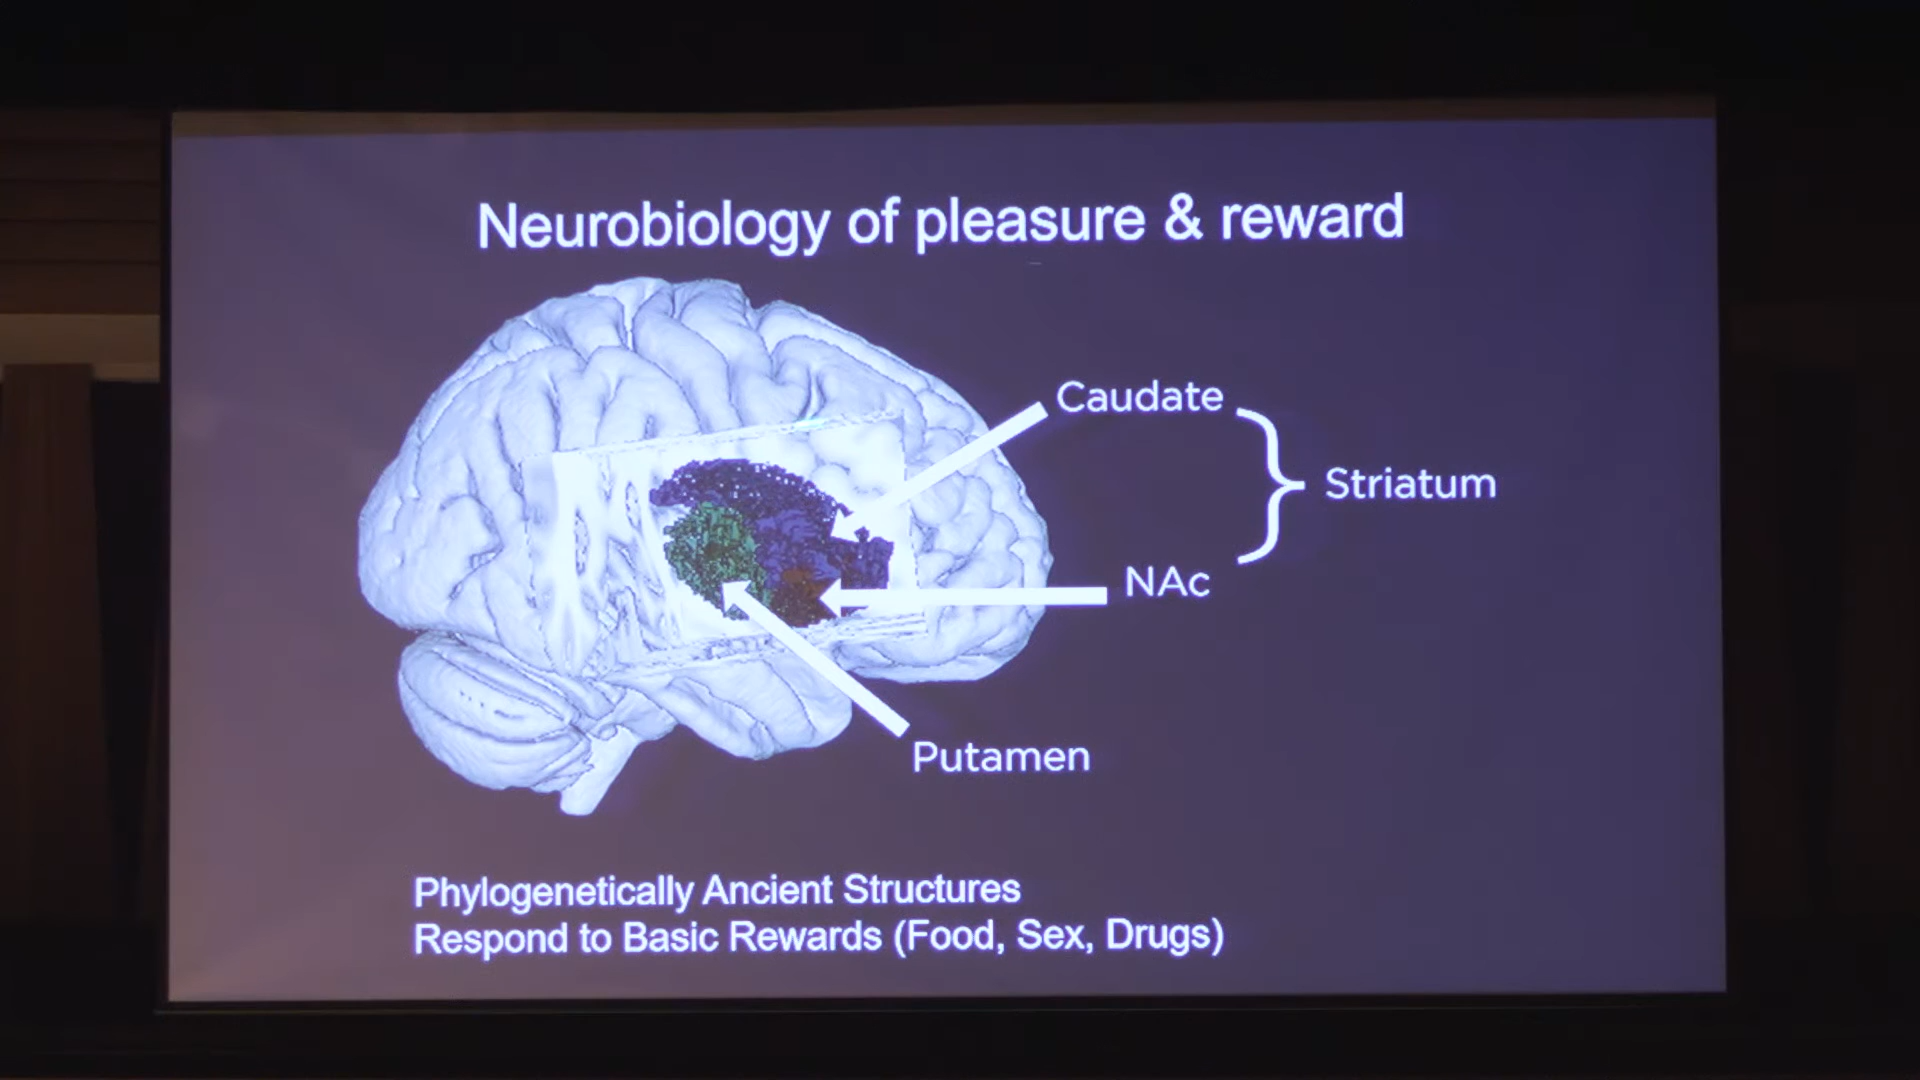 Neurobiology of pleasure & reward
Caudate
Striatum
NAc
Putamen
Phylogenetically Ancient Structures
Respond to Basic Rewards (Food, Sex, Drugs)